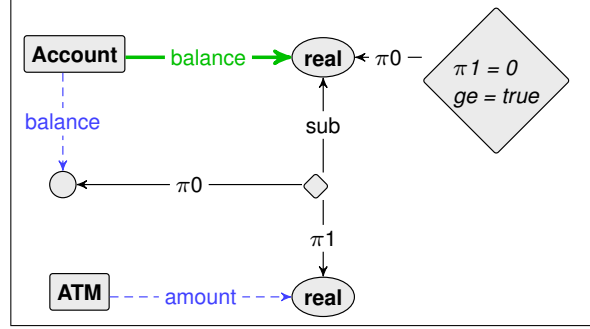 Account
balance
real
π0
π1 = 0
ge = true
balance
sub
π0
π1
ATM
amount
real